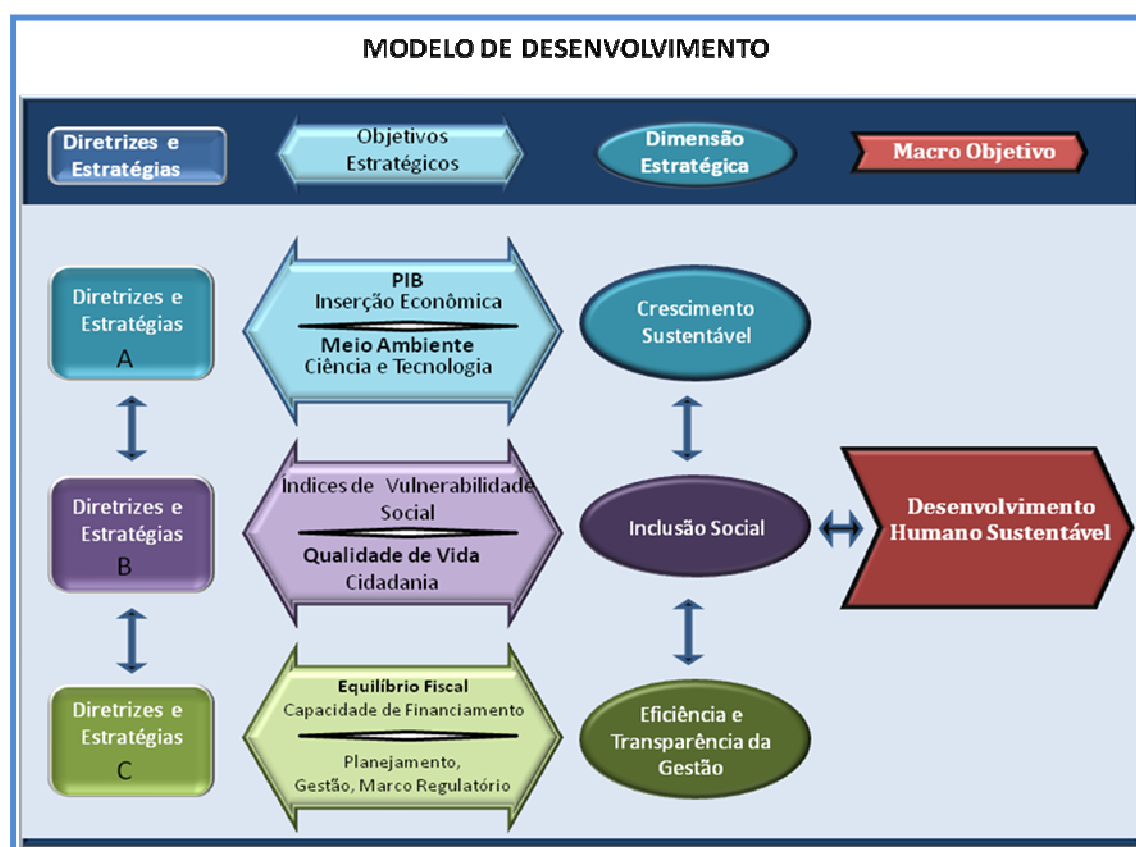 MODELO DE DESENVOLVIMENTO
Diretrizes e
Estratégias
Objetivos
Estratégicos
Dimensão
Estratégica
Macro Objetivo
Diretrizes e
Estratégias
A
PIB
Inserção Econômica
Meio Ambiente
Ciência e Tecnologia
Crescimento
Sustentável
Diretrizes e
Estratégias
B
Índices de Vulnerabilidade
Social
Qualidade de Vida
Cidadania
Inclusão Social
Desenvolvimento
Humano Sustentável
Diretrizes e
Estratégias
C
Equilíbrio Fiscal
Capacidade de Financiamento
Planejamento,
Gestão, Marco Regulatório
Eficiência e
Transparência da
Gestão